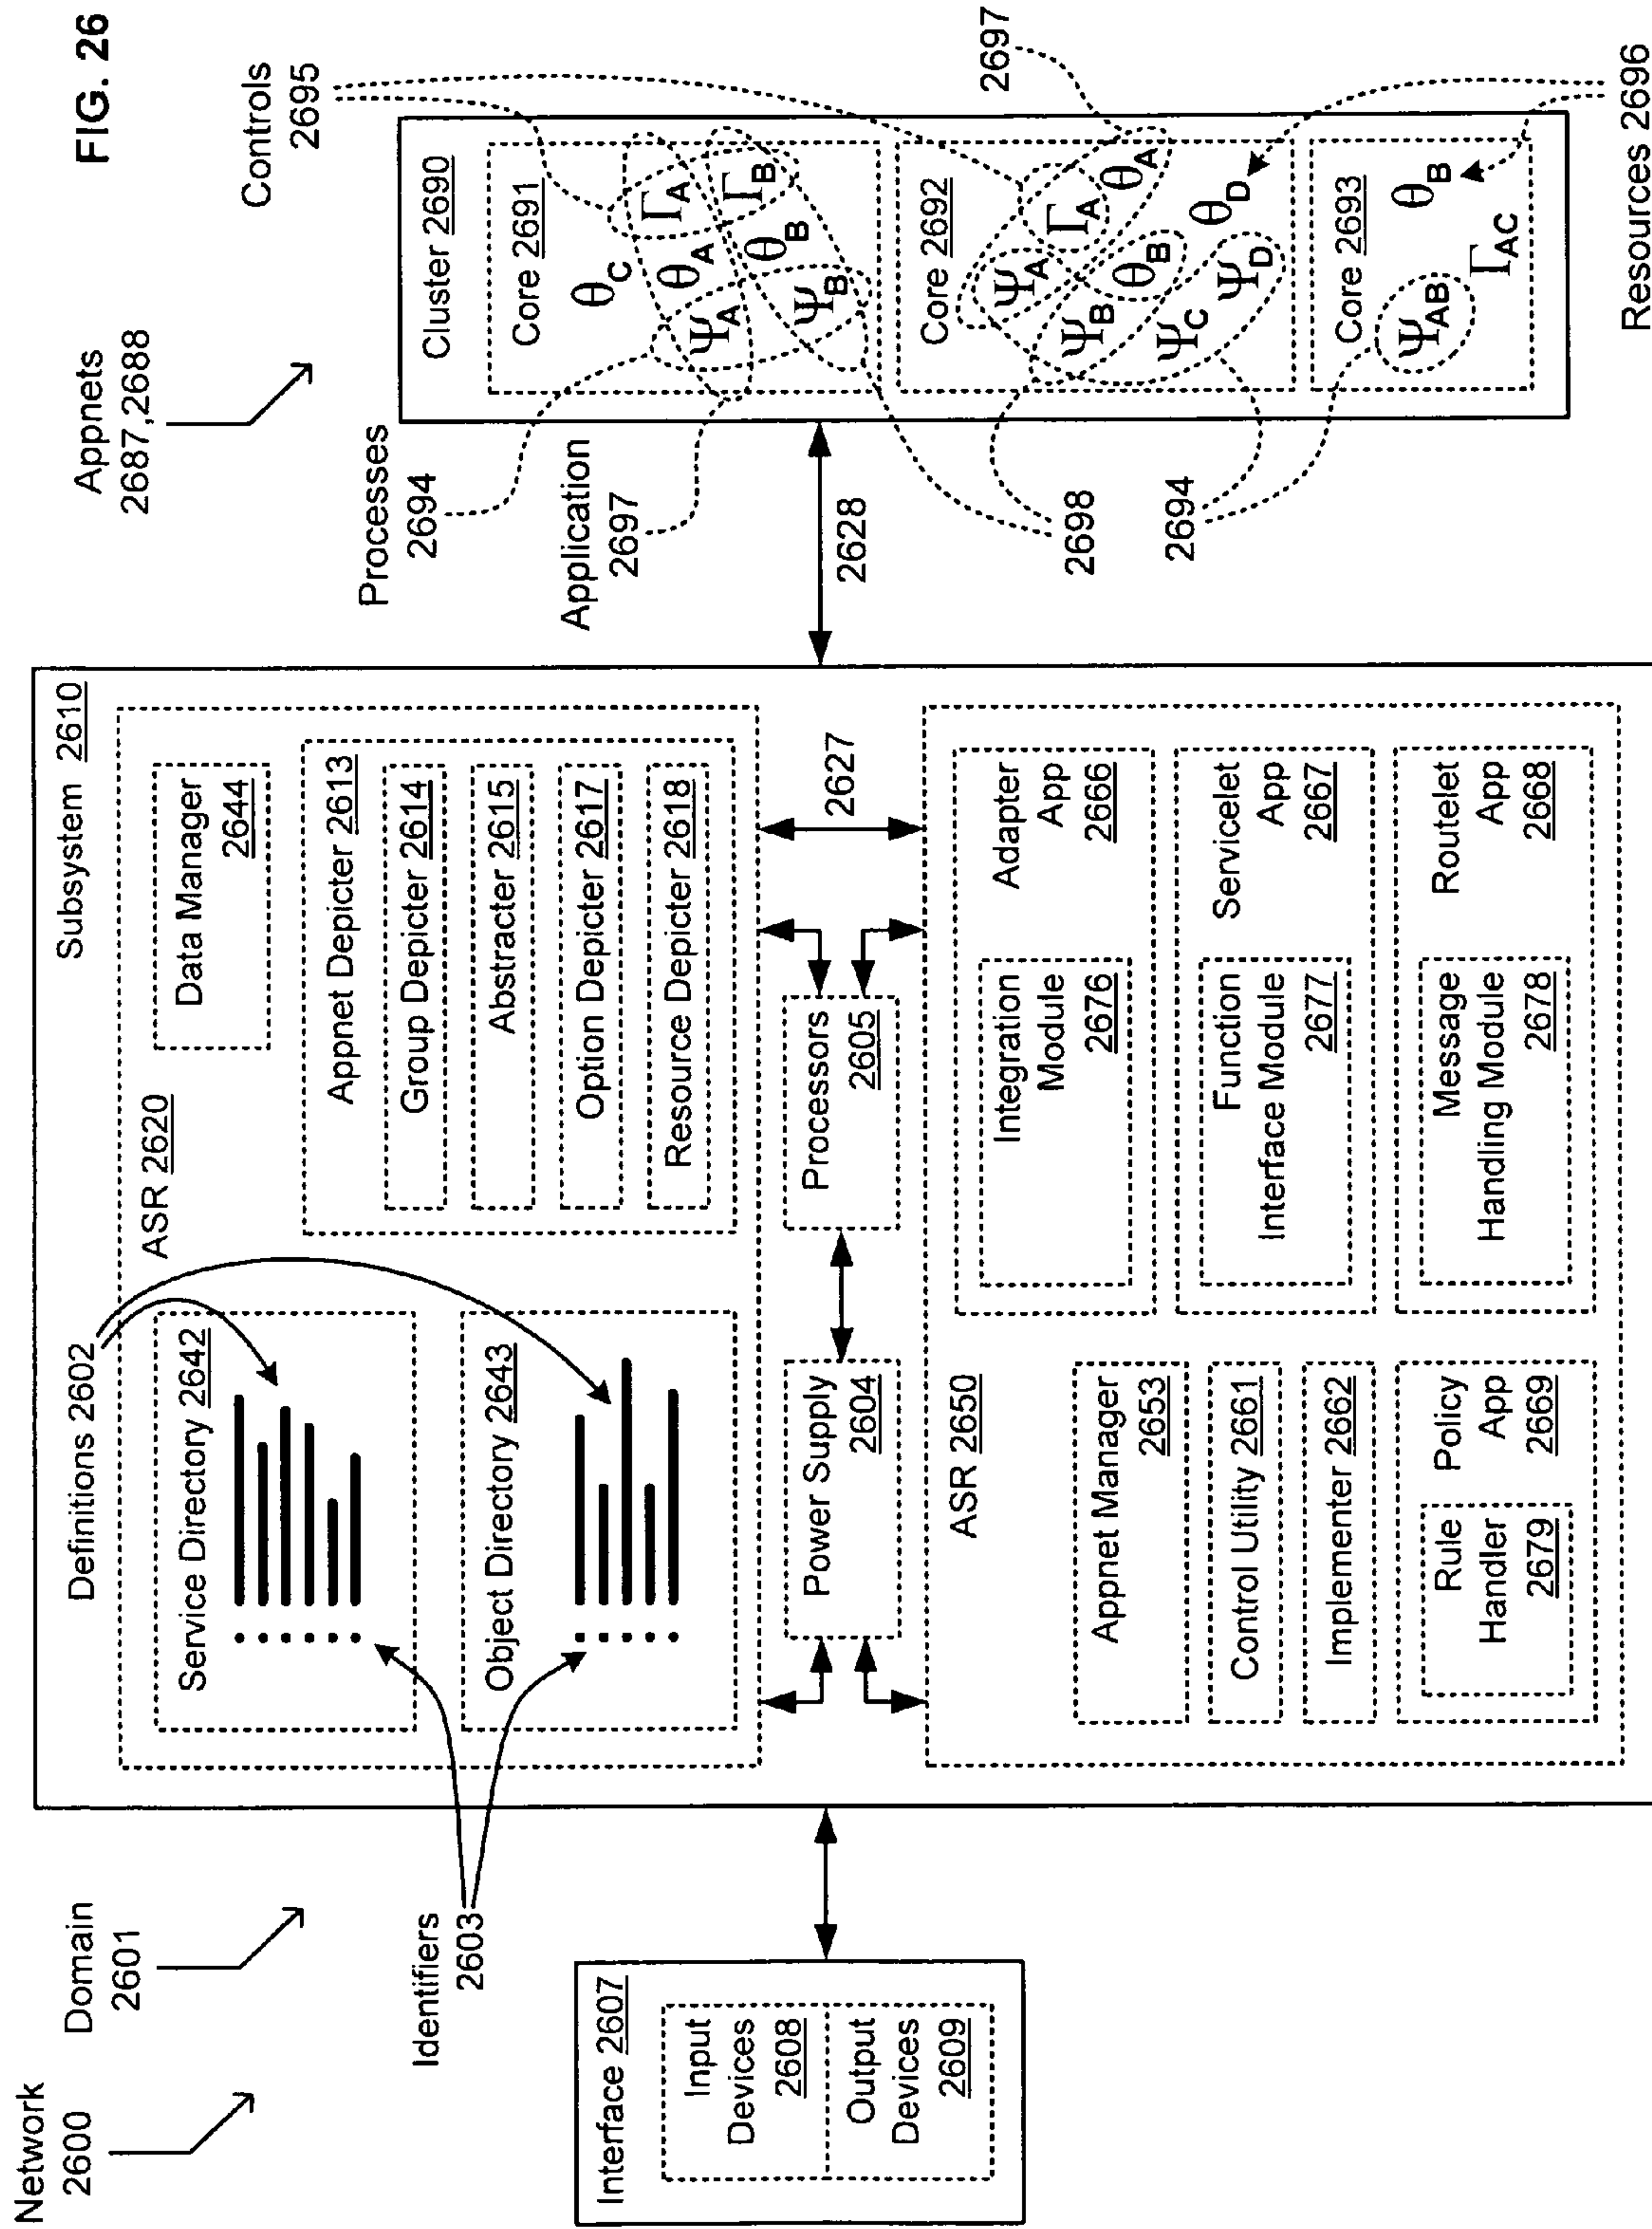 FIG. 26
Network
2600
Domain
2601
Identifiers
2603
Interface 2607
Input
Devices
2608
Output
Devices
2609
Definitions 2602
Subsystem 2610
ASR 2620
Service Directory 2642
Object Directory 2643
Data Manager
2644
Appnet Depicter 2613
Group Depicter 2614
Abstracter 2615
Option Depicter 2617
Resource Depicter 2618
Power Supply
2604
Processors
2605
2627
ASR 2650
Appnet Manager
2653
Control Utility 2661
Implementer 2662
Policy
App
2669
Rule
Handler
2679
Adapter
App
2666
Integration
Module
2676
Servicelet
App
2667
Function
Interface Module
2677
Routelet
App
2668
Message
Handling Module
2678
Appnets
2687,2688
Processes
2694
Application
2697
2628
2698
2694
Controls
2695
2697
Resources 2696
Cluster 2690
Core 2691
θC
ΨA θA ΓA
ΨB θB ΓB
Core 2692
ΨA ΓA θA
ΨB θB
ΨC ΨD θD
Core 2693
ΨAB θB
ΓAC